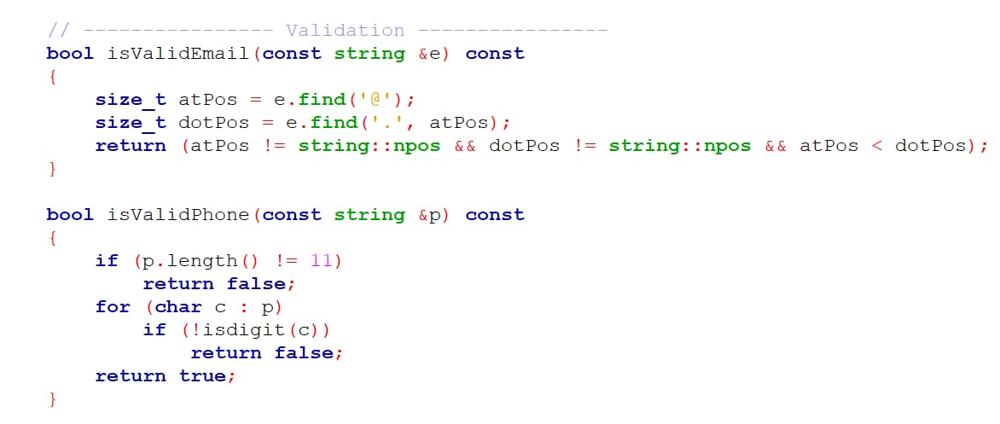 // ---------------- Validation ----------------
bool isValidEmail(const string &e) const
{
    size_t atPos = e.find('@');
    size_t dotPos = e.find('.', atPos);
    return (atPos != string::npos && dotPos != string::npos && atPos < dotPos);
}

bool isValidPhone(const string &p) const
{
    if (p.length() != 11)
        return false;
    for (char c : p)
        if (!isdigit(c))
            return false;
    return true;
}